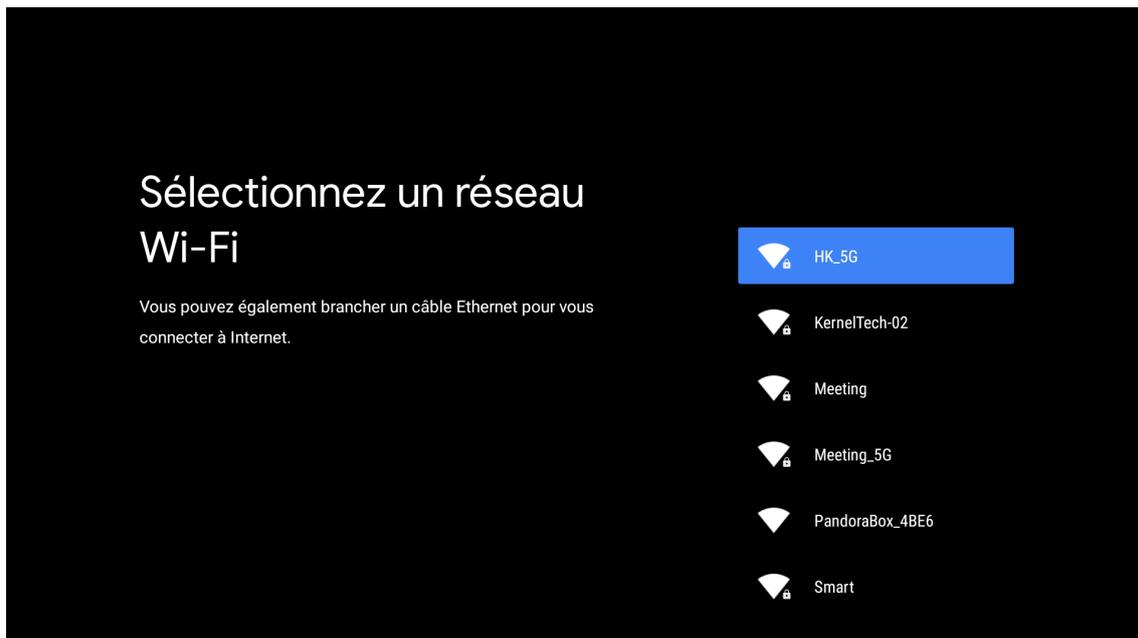 Sélectionnez un réseau
Wi-Fi
Vous pouvez également brancher un câble Ethernet pour vous
connecter à Internet.
HK_5G
KernelTech-02
Meeting
Meeting_5G
PandoraBox_4BE6
Smart